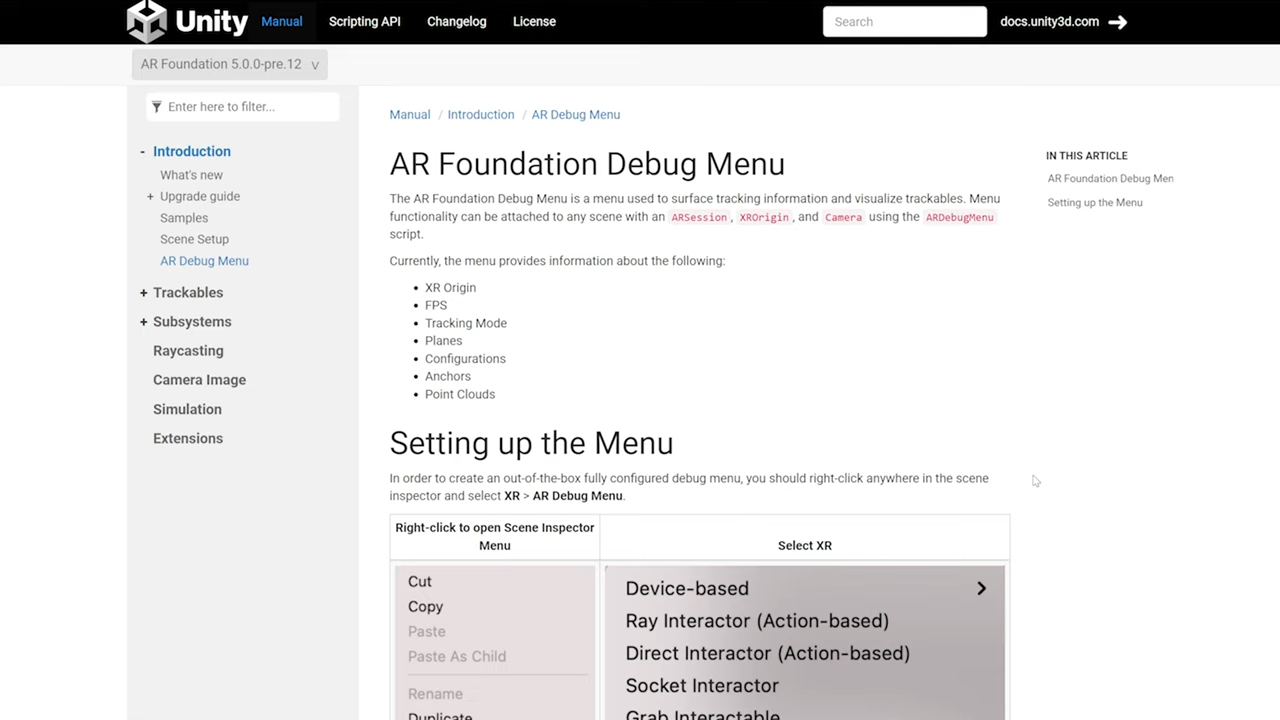 Unity
Manual
Scripting API
Changelog
License
Search
docs.unity3d.com
AR Foundation 5.0.0-pre.12
Enter here to filter...
- Introduction
What's new
+ Upgrade guide
Samples
Scene Setup
AR Debug Menu
+ Trackables
+ Subsystems
Raycasting
Camera Image
Simulation
Extensions
Manual / Introduction / AR Debug Menu
AR Foundation Debug Menu
The AR Foundation Debug Menu is a menu used to surface tracking information and visualize trackables. Menu
functionality can be attached to any scene with an ARSession, XROrigin, and Camera using the ARDebugMenu
script.
Currently, the menu provides information about the following:
• XR Origin
• FPS
• Tracking Mode
• Planes
• Configurations
• Anchors
• Point Clouds
Setting up the Menu
In order to create an out-of-the-box fully configured debug menu, you should right-click anywhere in the scene
inspector and select XR > AR Debug Menu.
Right-click to open Scene Inspector
Menu
Select XR
Cut
Copy
Paste
Paste As Child
Rename
Duplicate
Device-based
Ray Interactor (Action-based)
Direct Interactor (Action-based)
Socket Interactor
Grab Interactable
IN THIS ARTICLE
AR Foundation Debug Men
Setting up the Menu